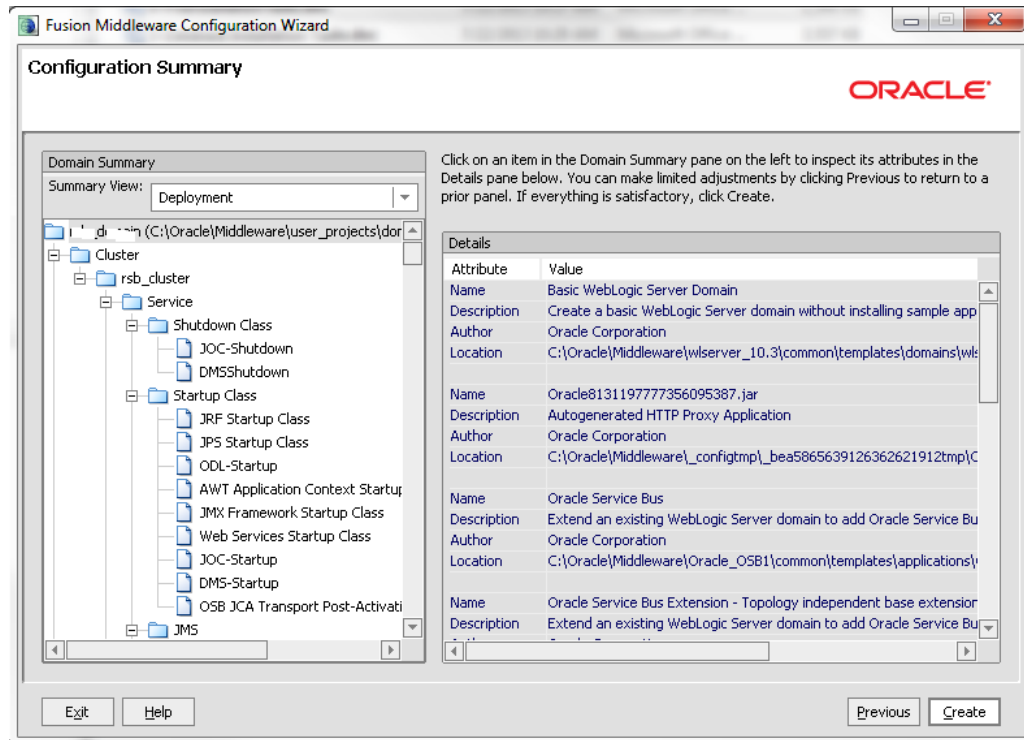 Fusion Middleware Configuration Wizard
Configuration Summary
ORACLE
Domain Summary
Summary View:
Deployment
(C:\Oracle\Middleware\user_projects\dor
Cluster
rsb_cluster
Service
Shutdown Class
JOC-Shutdown
DMSShutdown
Startup Class
JRF Startup Class
JPS Startup Class
ODL-Startup
AWT Application Context Startup
JMX Framework Startup Class
Web Services Startup Class
JOC-Startup
DMS-Startup
OSB JCA Transport Post-Activati
JMS
Click on an item in the Domain Summary pane on the left to inspect its attributes in the
Details pane below. You can make limited adjustments by clicking Previous to return to a
prior panel. If everything is satisfactory, click Create.
Details
Attribute Value
Name Basic WebLogic Server Domain
Description Create a basic WebLogic Server domain without installing sample app
Author Oracle Corporation
Location C:\Oracle\Middleware\wlserver_10.3\common\templates\domains\wls
Name Oracle8131197777356095387.jar
Description Autogenerated HTTP Proxy Application
Author Oracle Corporation
Location C:\Oracle\Middleware\_configtmp\_bea5865639126362621912tmp\O
Name Oracle Service Bus
Description Extend an existing WebLogic Server domain to add Oracle Service Bu
Author Oracle Corporation
Location C:\Oracle\Middleware\Oracle_OSB1\common\templates\applications\
Name Oracle Service Bus Extension - Topology independent base extension
Description Extend an existing WebLogic Server domain to add Oracle Service Bu
Exit Help Previous Create